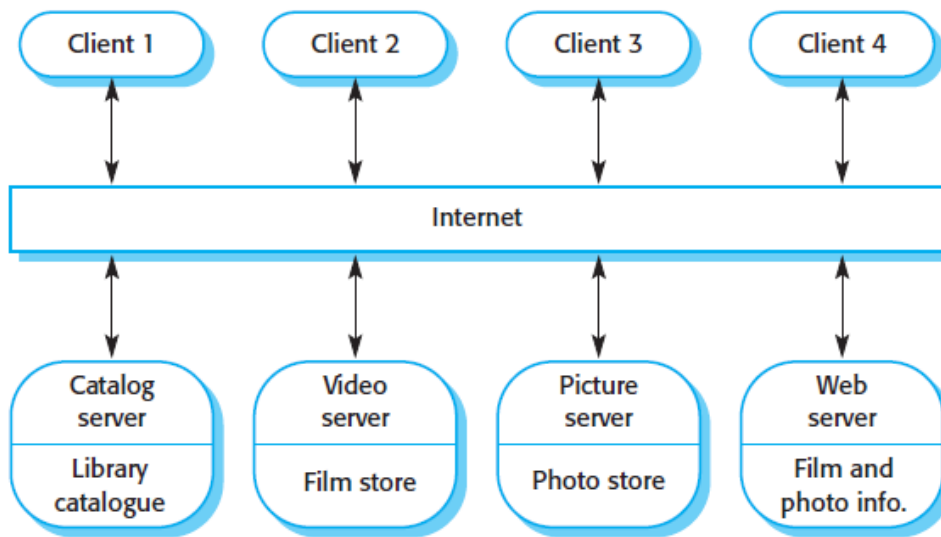 Client 1
Client 2
Client 3
Client 4
Internet
Catalog
server
Library
catalogue
Video
server
Film store
Picture
server
Photo store
Web
server
Film and
photo info.